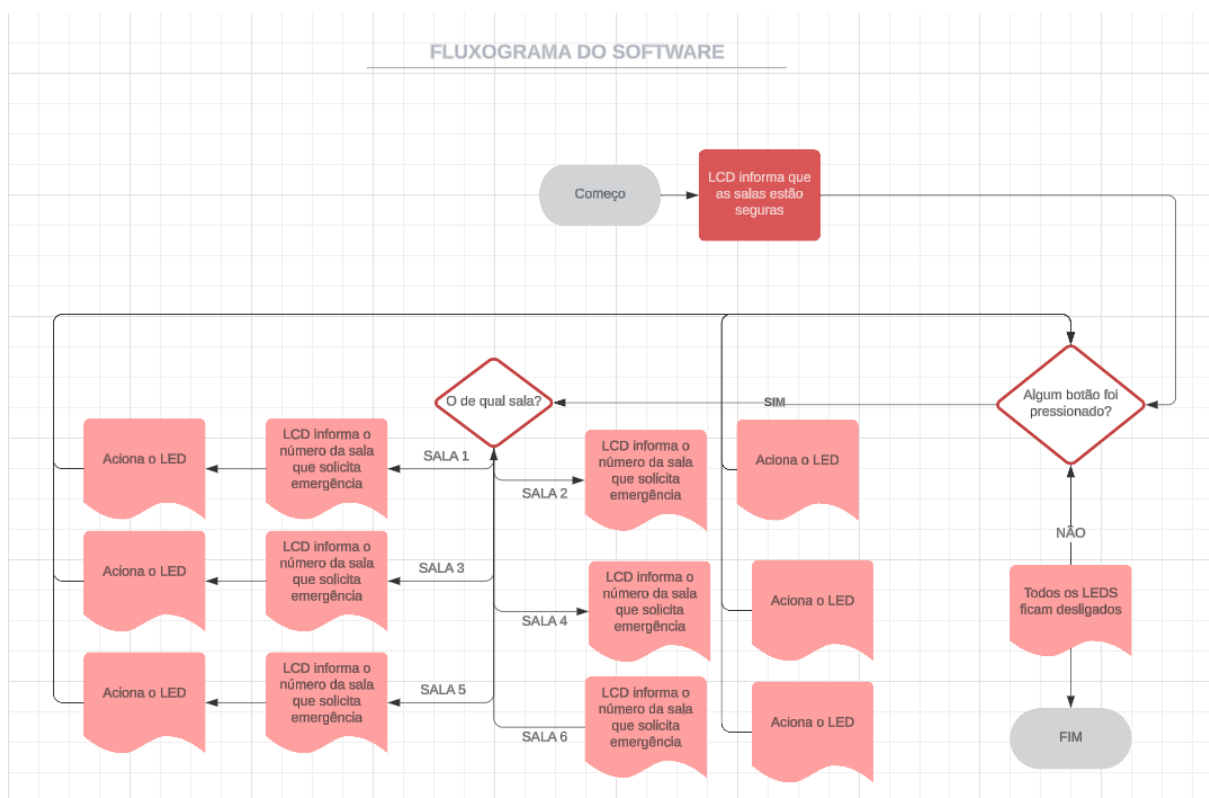 FLUXOGRAMA DO SOFTWARE
Começo
LCD informa que
as salas estão
seguras
Algum botão foi
pressionado?
SIM
O de qual sala?
SALA 1
LCD informa o
número da sala
que solicita
emergência
Aciona o LED
SALA 2
LCD informa o
número da sala
que solicita
emergência
Aciona o LED
SALA 3
LCD informa o
número da sala
que solicita
emergência
Aciona o LED
SALA 4
LCD informa o
número da sala
que solicita
emergência
Aciona o LED
SALA 5
LCD informa o
número da sala
que solicita
emergência
Aciona o LED
SALA 6
LCD informa o
número da sala
que solicita
emergência
Aciona o LED
NÃO
Todos os LEDS
ficam desligados
FIM